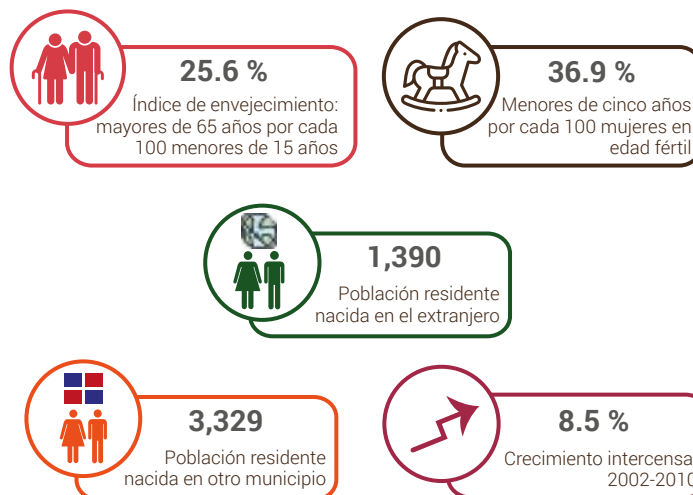 25.6 %
Índice de envejecimiento:
mayores de 65 años por cada
100 menores de 15 años
36.9 %
Menores de cinco años
por cada 100 mujeres en
edad fértil
1,390
Población residente
nacida en el extranjero
3,329
Población residente
nacida en otro municipio
8.5 %
Crecimiento intercensa
2002-2010